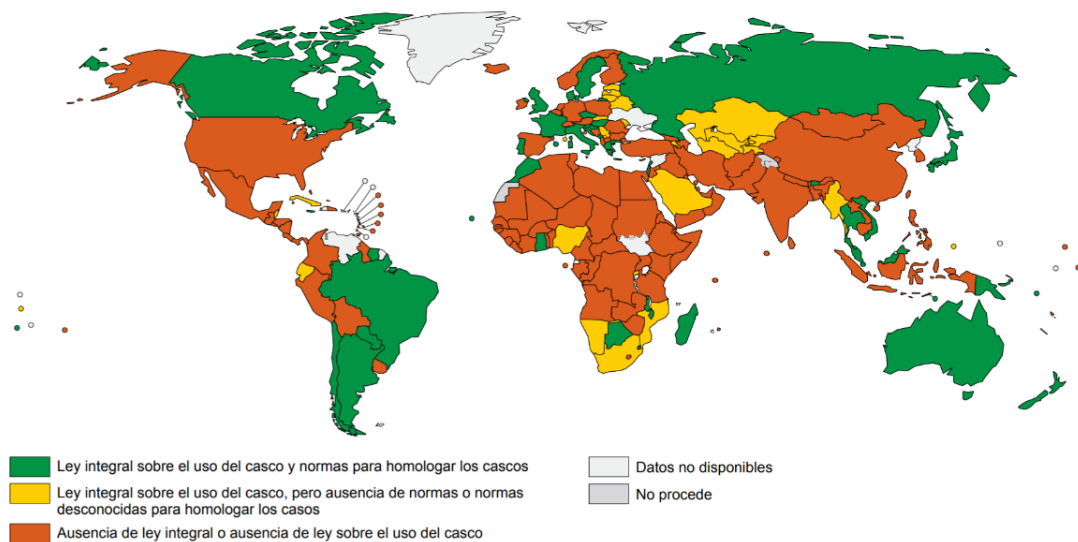 Ley integral sobre el uso del casco y normas para homologar los cascos
Ley integral sobre el uso del casco, pero ausencia de normas o normas
desconocidas para homologar los casos
Ausencia de ley integral o ausencia de ley sobre el uso del casco
Datos no disponibles
No procede